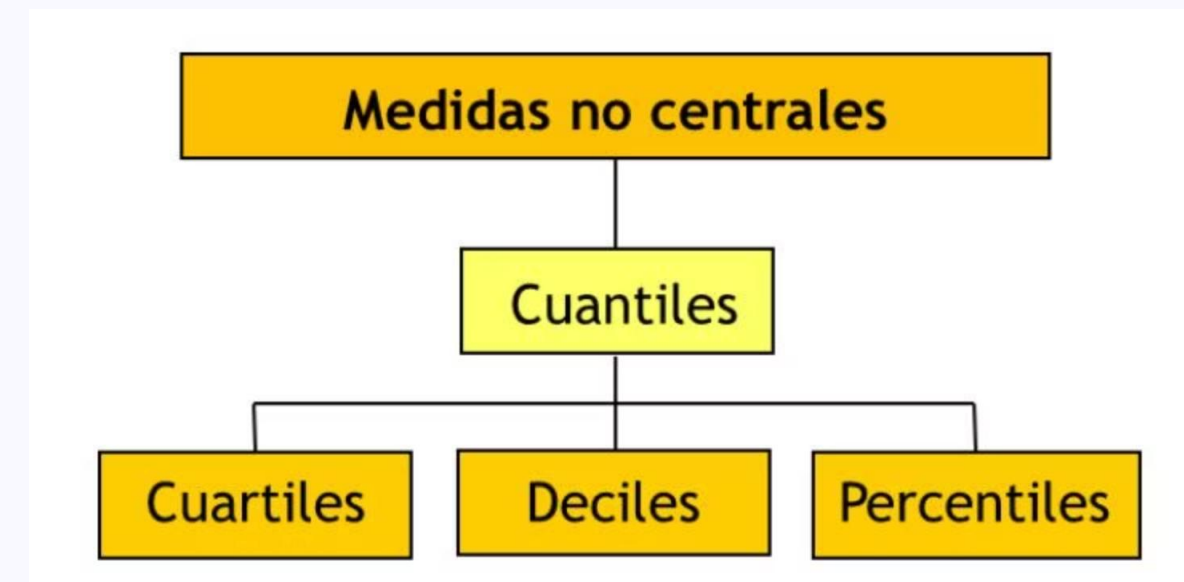 Medidas no centrales
Cuantiles
Cuartiles
Deciles
Percentiles